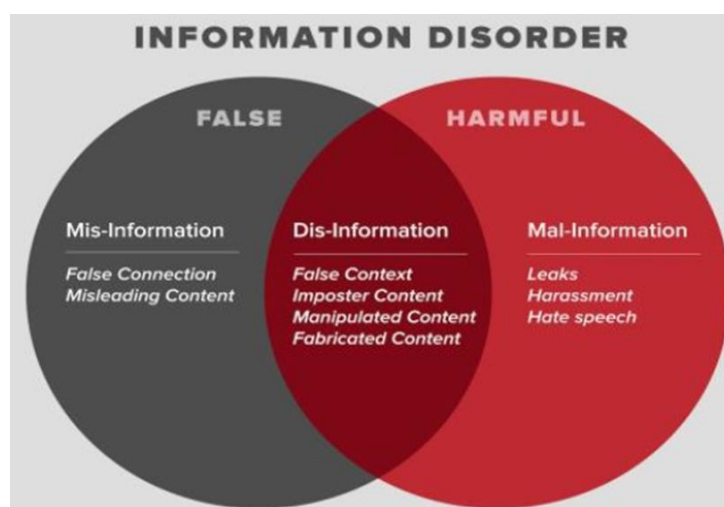 INFORMATION DISORDER
FALSE
HARMFUL
Mis-Information
False Connection
Misleading Content
Dis-Information
False Context
Imposter Content
Manipulated Content
Fabricated Content
Mal-Information
Leaks
Harassment
Hate speech